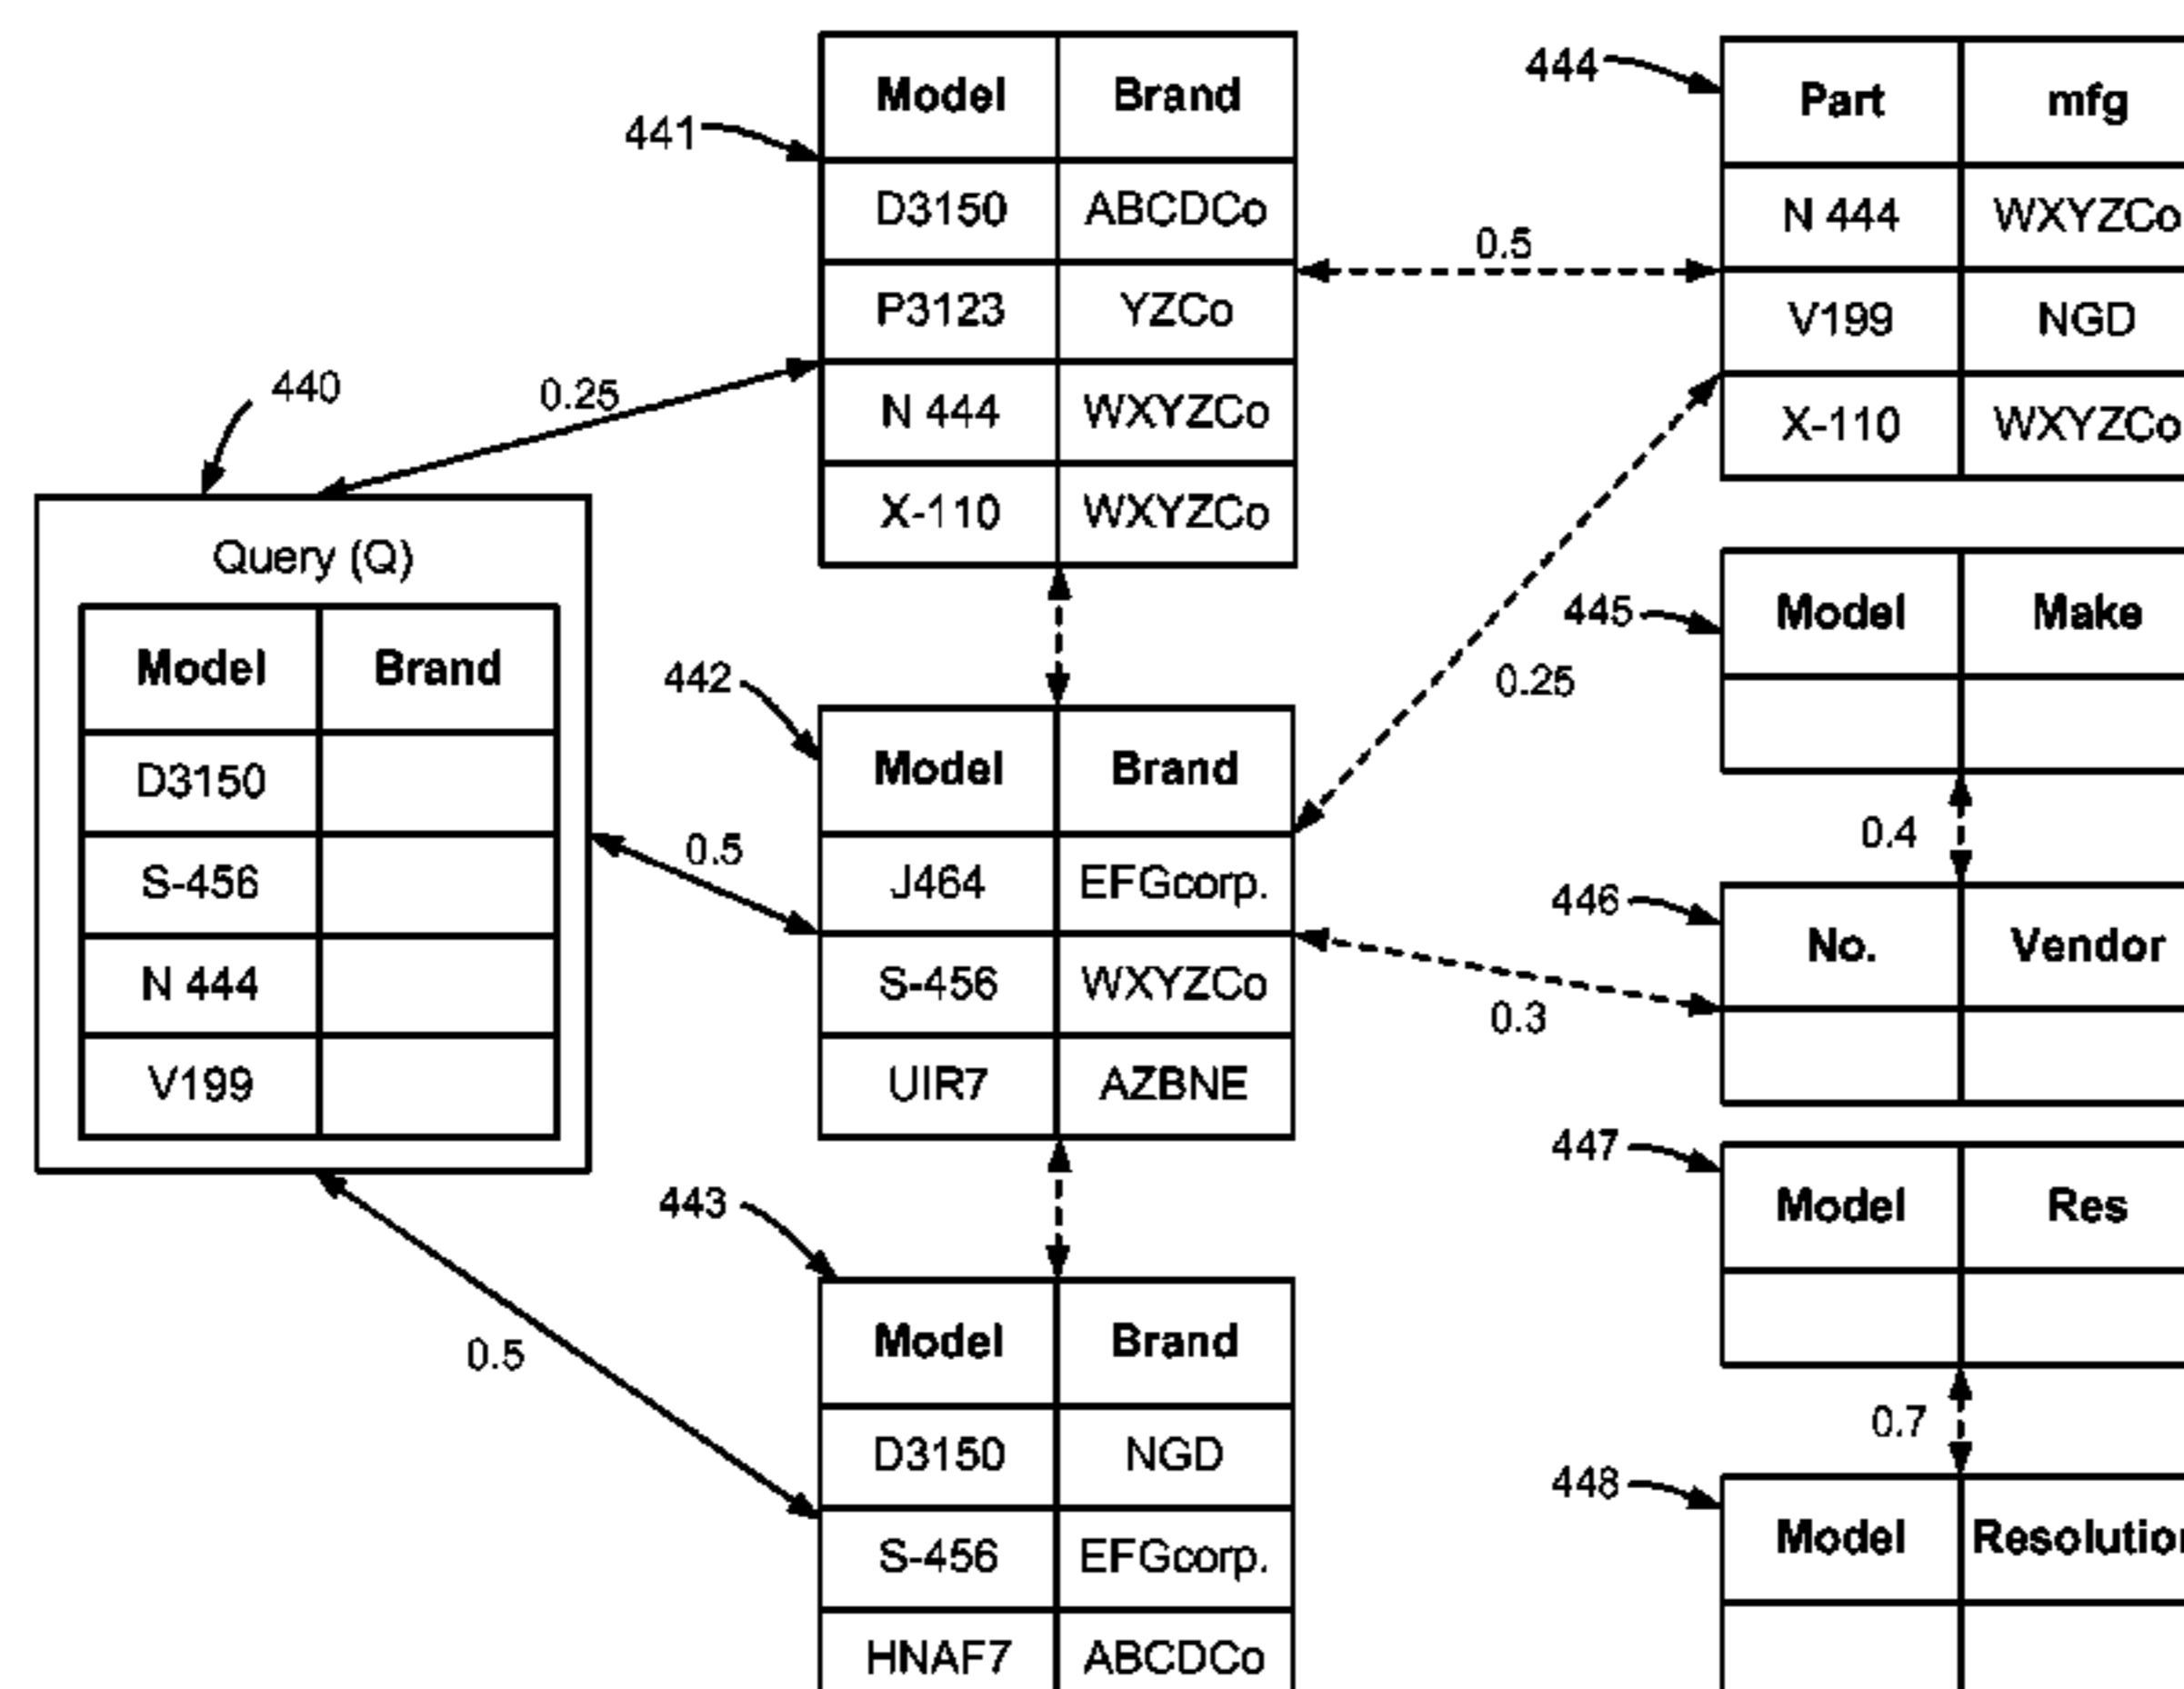 440
Query (Q)
Model Brand
D3150
S-456
N 444
V199
0.25
0.5
0.5
441
Model Brand
D3150 ABCDCo
P3123 YZCo
N 444 WXYZCo
X-110 WXYZCo
442
Model Brand
J464 EFGcorp.
S-456 WXYZCo
UIR7 AZBNE
443
Model Brand
D3150 NGD
S-456 EFGcorp.
HNAF7 ABCDCo
0.5
0.25
0.3
444
Part mfg
N 444 WXYZCo
V199 NGD
X-110 WXYZCo
445
Model Make
0.4
446
No. Vendor
447
Model Res
0.7
448
Model Resolution